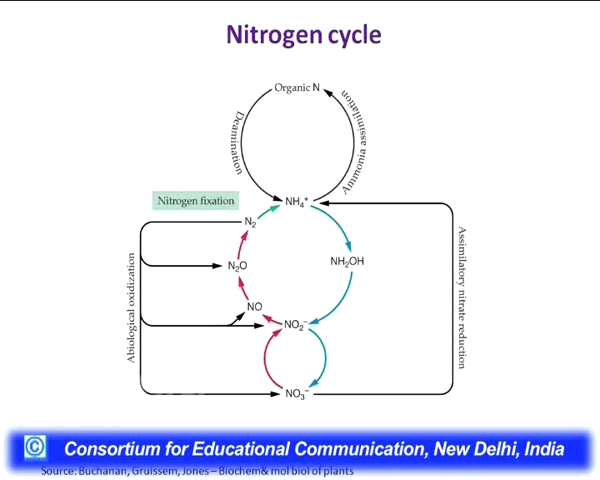 Nitrogen cycle
Organic N
Deamination
Ammonia assimilation
Nitrogen fixation
NH₄⁺
N₂
N₂O
NH₂OH
NO
NO₂⁻
NO₃⁻
Abiological oxidization
Assimilatory nitrate reduction
© Consortium for Educational Communication, New Delhi, India
Source: Buchanan, Gruissem, Jones – Biochem& mol biol of plants